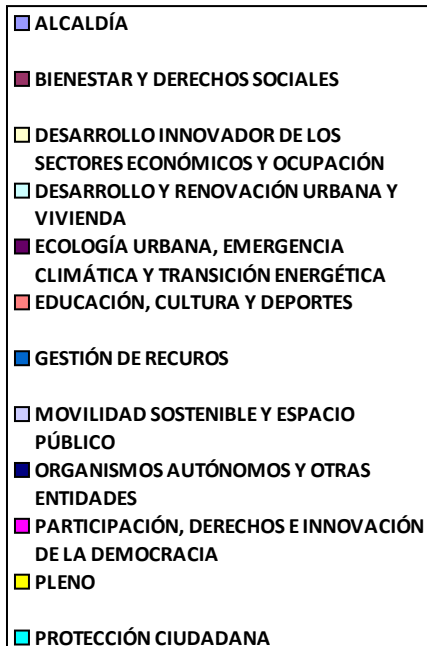 ALCALDÍA
BIENESTAR Y DERECHOS SOCIALES
DESARROLLO INNOVADOR DE LOS
SECTORES ECONÓMICOS Y OCUPACIÓN
DESARROLLO Y RENOVACIÓN URBANA Y
VIVIENDA
ECOLOGÍA URBANA, EMERGENCIA
CLIMÁTICA Y TRANSICIÓN ENERGÉTICA
EDUCACIÓN, CULTURA Y DEPORTES
GESTIÓN DE RECUROS
MOVILIDAD SOSTENIBLE Y ESPACIO
PÚBLICO
ORGANISMOS AUTÓNOMOS Y OTRAS
ENTIDADES
PARTICIPACIÓN, DERECHOS E INNOVACIÓN
DE LA DEMOCRACIA
PLENO
PROTECCIÓN CIUDADANA